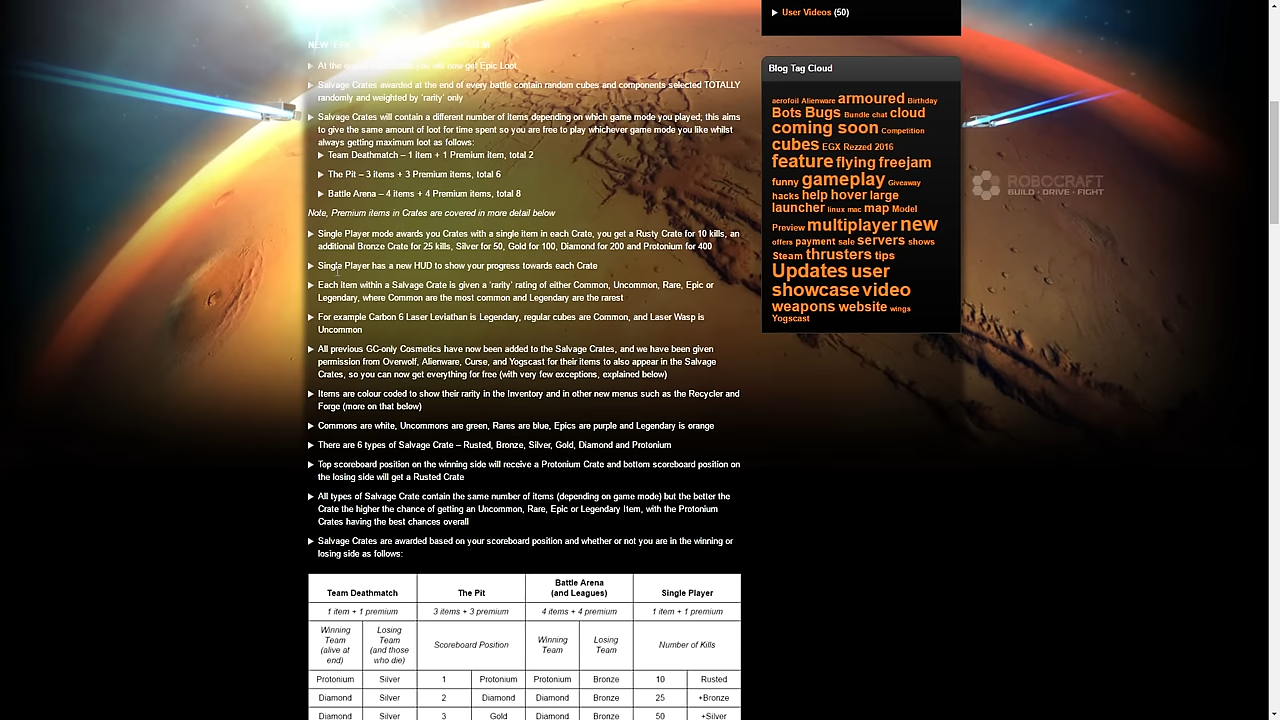 User Videos (50)
At the
now get Epic Loot
Salvage Crates awarded at the end of every battle contain random cubes and components selected TOTALLY
randomly and weighted by 'rarity' only
Salvage Crates will contain a different number of items depending on which game mode you played; this aims
to give the same amount of loot for time spent so you are free to play whichever game mode you like whilst
always getting maximum loot as follows:
Team Deathmatch – 1 item + 1 Premium item, total 2
The Pit – 3 items + 3 Premium items, total 6
Battle Arena – 4 items + 4 Premium items, total 8
Note, Premium items in Crates are covered in more detail below
Single Player mode awards you Crates with a single item in each Crate, you get a Rusty Crate for 10 kills, an
additional Bronze Crate for 25 kills, Silver for 50, Gold for 100, Diamond for 200 and Protonium for 400
Single Player has a new HUD to show your progress towards each Crate
Each item within a Salvage Crate is given a 'rarity' rating of either Common, Uncommon, Rare, Epic or
Legendary, where Common are the most common and Legendary are the rarest
For example Carbon 6 Laser Leviathan is Legendary, regular cubes are Common, and Laser Wasp is
Uncommon
All previous GC-only Cosmetics have now been added to the Salvage Crates, and we have been given
permission from Overwolf, Alienware, Curse, and Yogscast for their items to also appear in the Salvage
Crates, so you can now get everything for free (with very few exceptions, explained below)
Items are colour coded to show their rarity in the Inventory and in other new menus such as the Recycler and
Forge (more on that below)
Commons are white, Uncommons are green, Rares are blue, Epics are purple and Legendary is orange
There are 6 types of Salvage Crate – Rusted, Bronze, Silver, Gold, Diamond and Protonium
Top scoreboard position on the winning side will receive a Protonium Crate and bottom scoreboard position on
the losing side will get a Rusted Crate
All types of Salvage Crate contain the same number of items (depending on game mode) but the better the
Crate the higher the chance of getting an Uncommon, Rare, Epic or Legendary Item, with the Protonium
Crates having the best chances overall
Salvage Crates are awarded based on your scoreboard position and whether or not you are in the winning or
losing side as follows:
Team Deathmatch The Pit Battle Arena (and Leagues) Single Player
1 item + 1 premium 3 items + 3 premium 4 items + 4 premium 1 item + 1 premium
Winning Team (alive at end) Losing Team (and those who die) Scoreboard Position Winning Team Losing Team Number of Kills
Protonium Silver 1 Protonium Protonium Bronze 10 Rusted
Diamond Silver 2 Diamond Diamond Bronze 25 +Bronze
Diamond Silver 3 Gold Diamond Bronze 50 +Silver
Blog Tag Cloud
aerofoil Alienware armoured Birthday
Bots Bugs Bundle chat cloud
coming soon Competition
cubes EGX Rezzed 2016
feature flying freejam
funny gameplay Giveaway
hacks help hover large
launcher linux mac map Model
Preview multiplayer new
offers payment sale servers shows
Steam thrusters tips
Updates user
showcase video
weapons website wings
Yogscast
ROBOCRAFT
BUILD · DRIVE · FIGHT